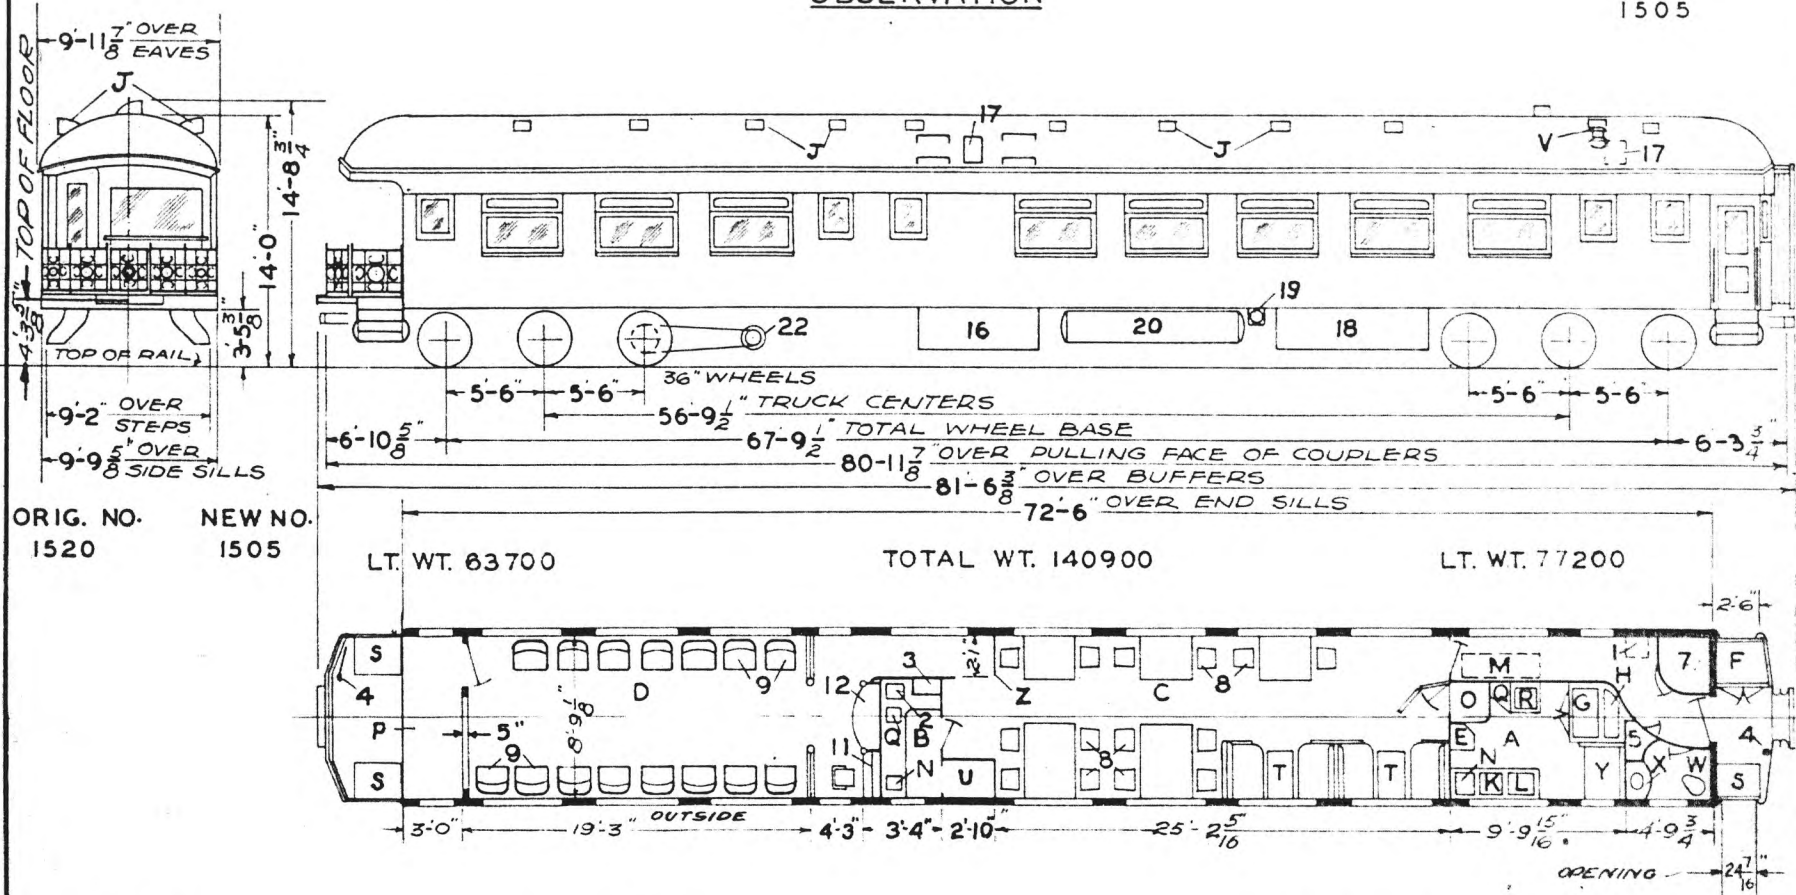 OBSERVATION
1505
9'-11 7/8" OVER EAVES
J
TOP OF FLOOR
4'-3 5/8"
14'-0"
14'-8 3/4"
3'-5 3/8"
TOP OF RAIL
9'-2" OVER STEPS
9'-9 5/8" OVER SIDE SILLS
J 17 J V 17
22 16 20 19 18
36" WHEELS
5'-6" 5'-6" 5'-6" 5'-6"
56'-9 1/2" TRUCK CENTERS
6'-10 5/8" 67'-9 1/2" TOTAL WHEEL BASE 6-3 3/4"
80-11 7/8" OVER PULLING FACE OF COUPLERS
81-6 3/8" OVER BUFFERS
72'-6" OVER END SILLS
ORIG. NO. NEW NO.
1520 1505
LT. WT. 63700 TOTAL WT. 140900 LT. WT. 77200
2'-6"
S 3 2'-1" M 1 H 7 F
4 D 9 12 Z C 8 O Q R G
P 5" 8'-9 1/8" 2 Q B E A 5 4
9 11 N U 8 T T N K L Y X W
S S
3'-0" 19'-3" OUTSIDE 4'-3" 3'-4" 2'-10" 25'-2 5/16" 9'-9 15/16" 4'-9 3/4"
OPENING 24 7/16"